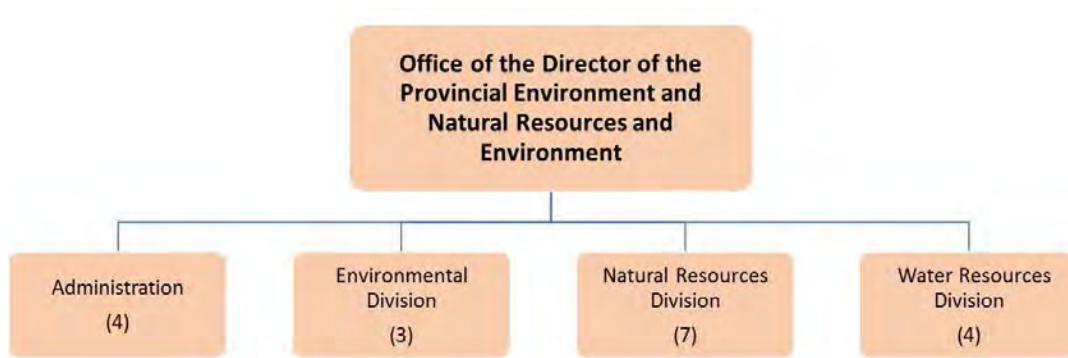 Office of the Director of the
Provincial Environment and
Natural Resources and
Environment
Administration
(4)
Environmental
Division
(3)
Natural Resources
Division
(7)
Water Resources
Division
(4)